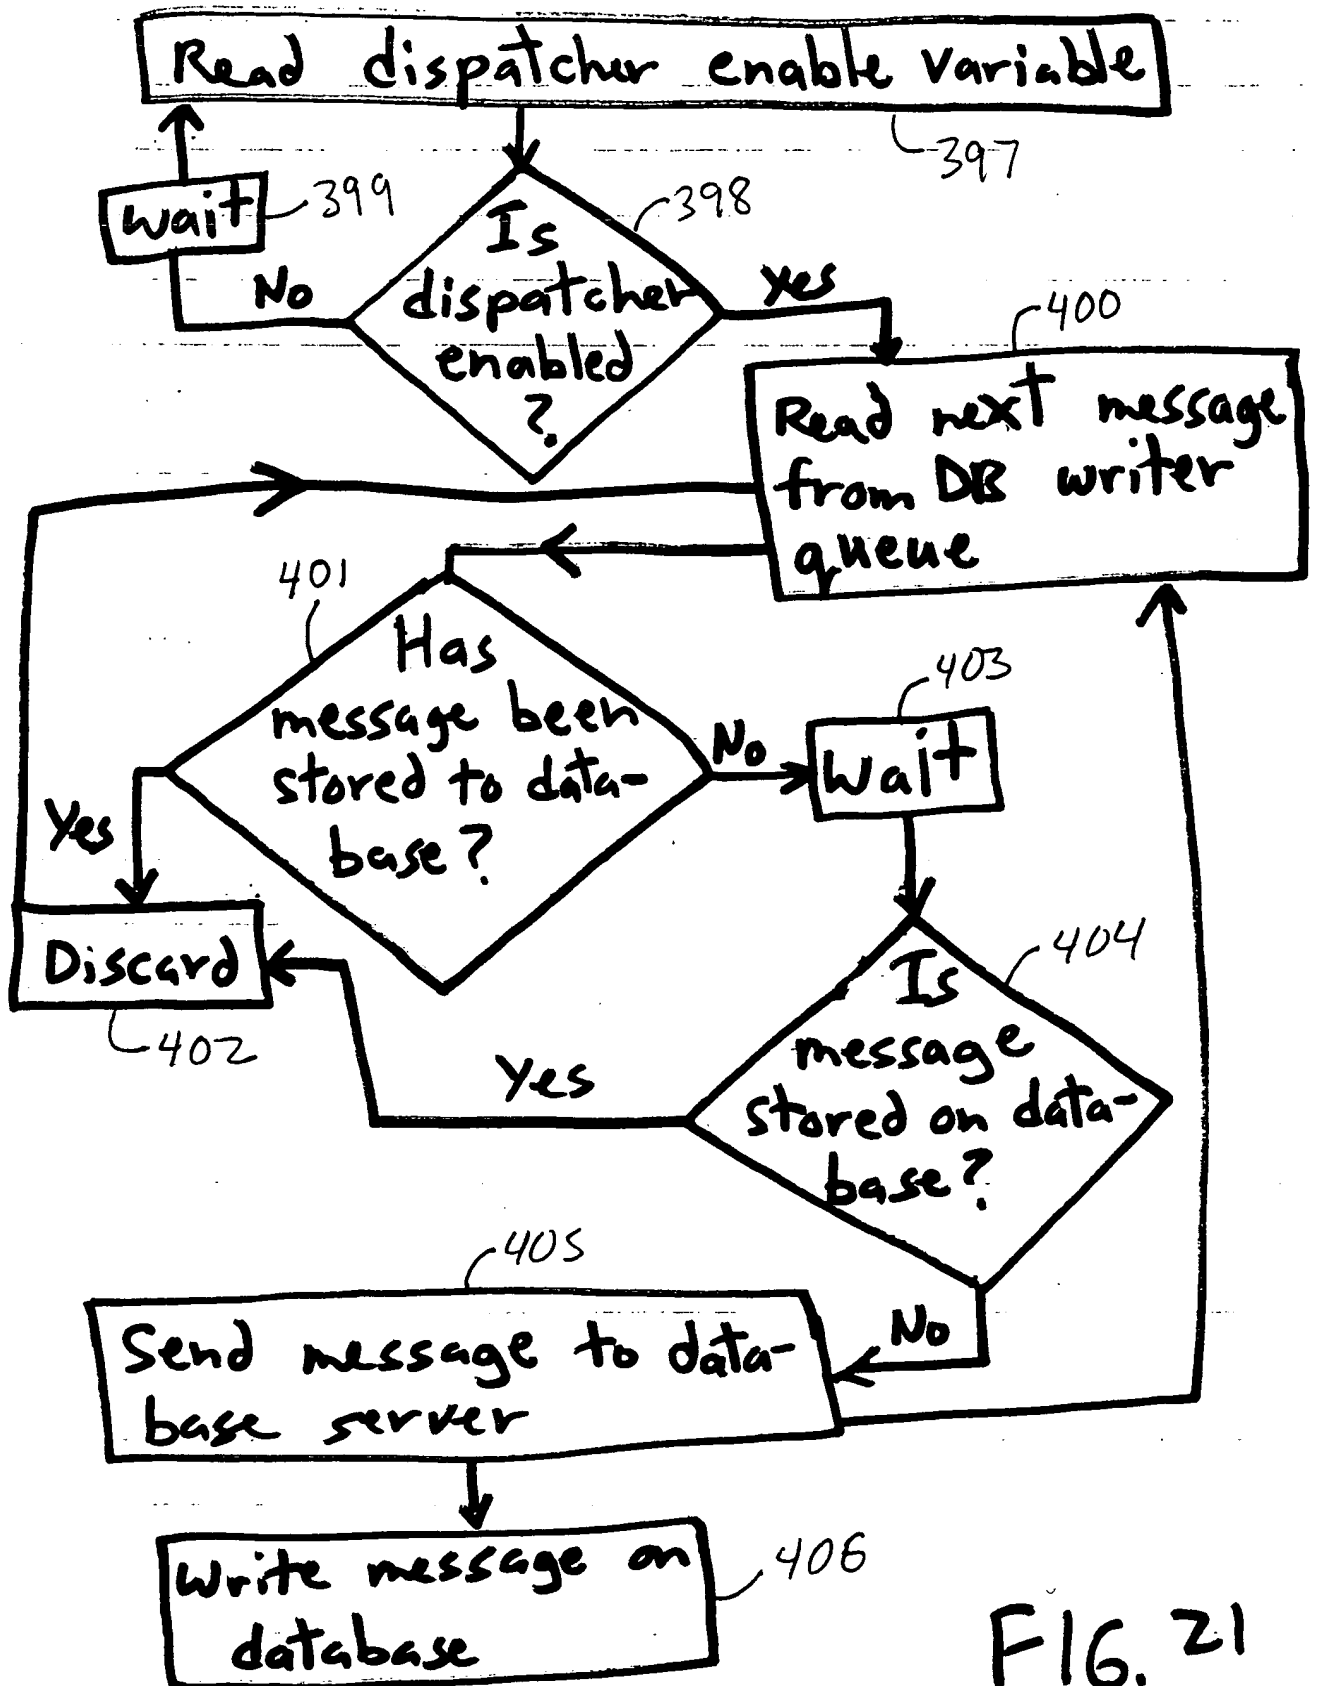 Read dispatcher enable variable
397
wait
399
398
Is
dispatcher
enabled
?
No
Yes
400
Read next message
from DB writer
queue
401
Has
message been
stored to data-
base?
No
Yes
403
Wait
Discard
402
404
Is
message
stored on data-
base?
Yes
No
405
Send message to data-
base server
Write message on
database
406
FIG. 21